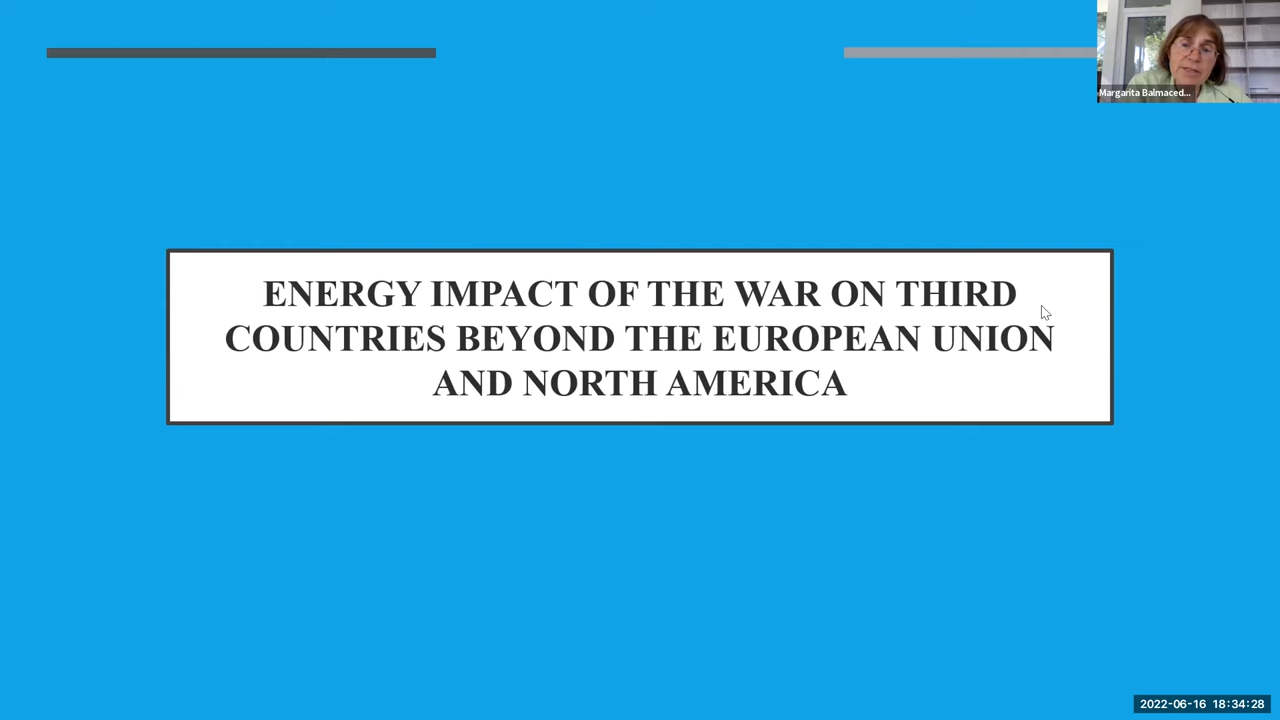 Margarita Balmaced...
ENERGY IMPACT OF THE WAR ON THIRD
COUNTRIES BEYOND THE EUROPEAN UNION
AND NORTH AMERICA
2022-06-16 18:34:28